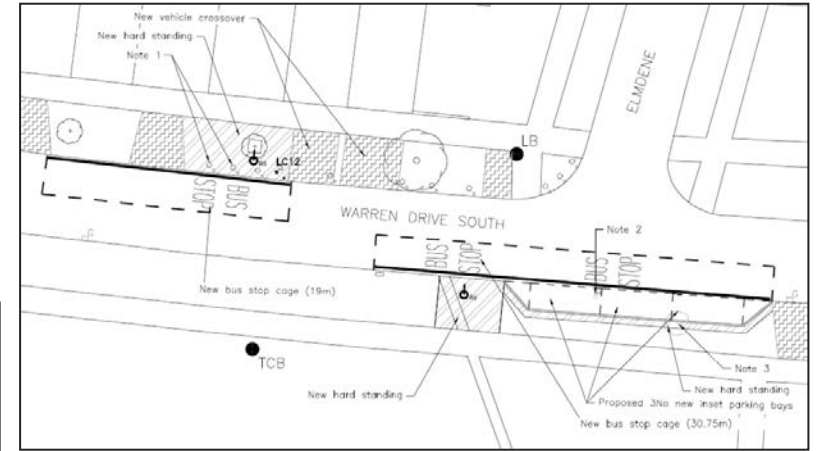 New vehicle crossover
New hard standing
Note 1
ELMDENE
LB
LC12
WARREN DRIVE SOUTH
BUS
STOP
Note 2
BUS
STOP
BUS
STOP
New bus stop cage (19m)
TCB
Note 3
New hard standing
New hard standing
Proposed 3No new inset parking bays
New bus stop cage (30.75m)